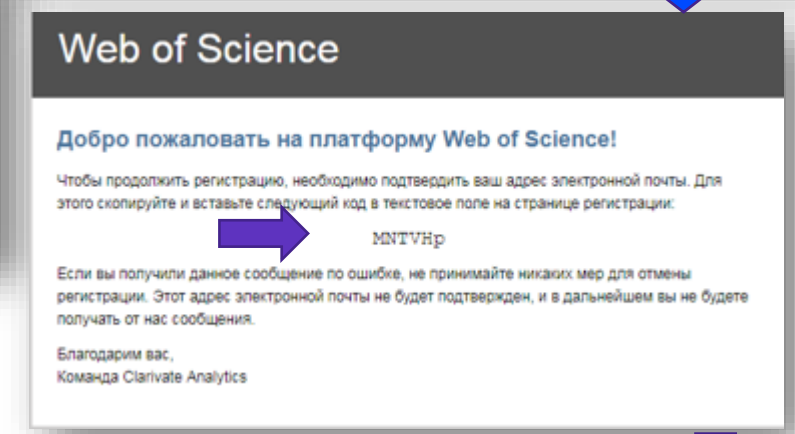 Web of Science
Добро пожаловать на платформу Web of Science!
Чтобы продолжить регистрацию, необходимо подтвердить ваш адрес электронной почты. Для
этого скопируйте и вставьте следующий код в текстовое поле на странице регистрации:
MNTVHp
Если вы получили данное сообщение по ошибке, не принимайте никаких мер для отмены
регистрации. Этот адрес электронной почты не будет подтвержден, и в дальнейшем вы не будете
получать от нас сообщения.
Благодарим вас,
Команда Clarivate Analytics